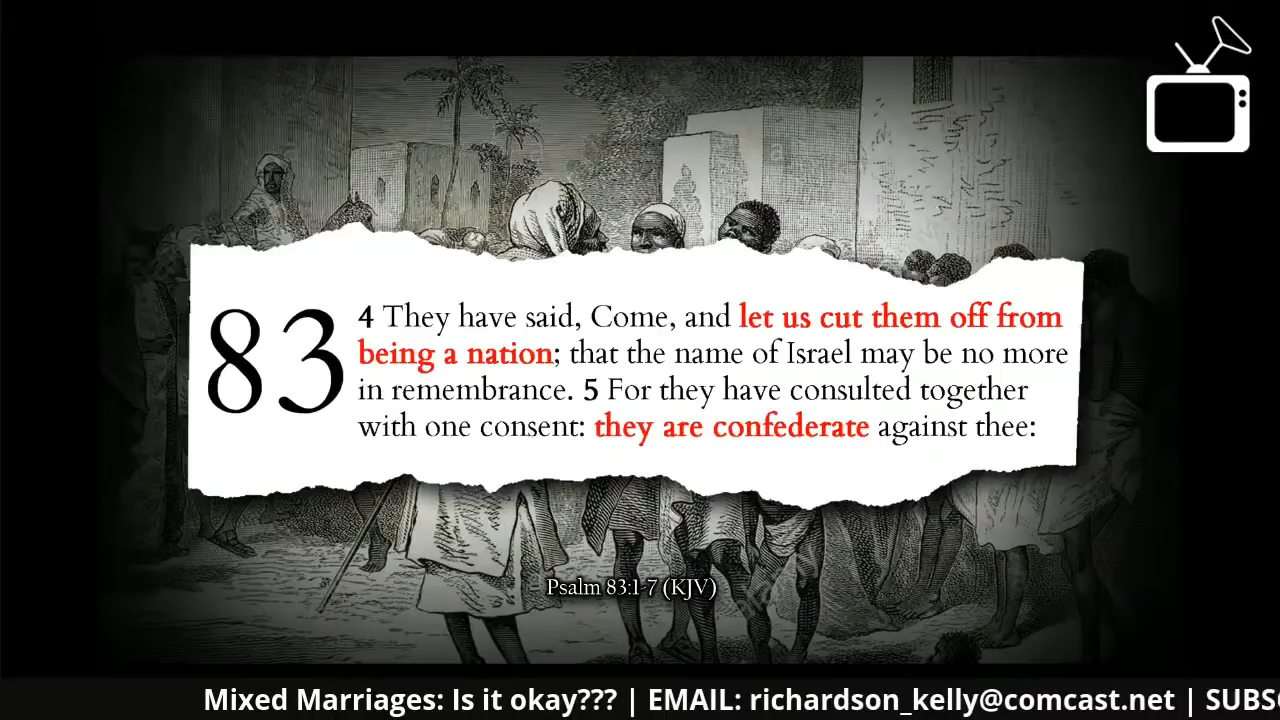 83
4 They have said, Come, and let us cut them off from
being a nation; that the name of Israel may be no more
in remembrance. 5 For they have consulted together
with one consent: they are confederate against thee:
Psalm 83:1-7 (KJV)
Mixed Marriages: Is it okay??? | EMAIL: richardson_kelly@comcast.net | SUBS